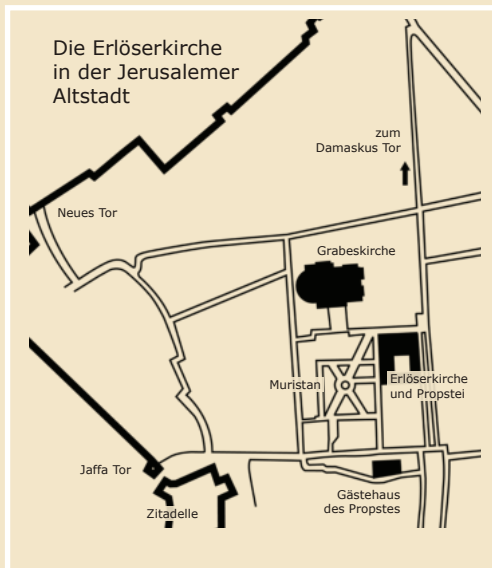 Die Erlöserkirche
in der Jerusalemer
Altstadt
zum
Damaskus Tor
Neues Tor
Grabeskirche
Muristan
Erlöserkirche
und Propstei
Jaffa Tor
Zitadelle
Gästehaus
des Propstes